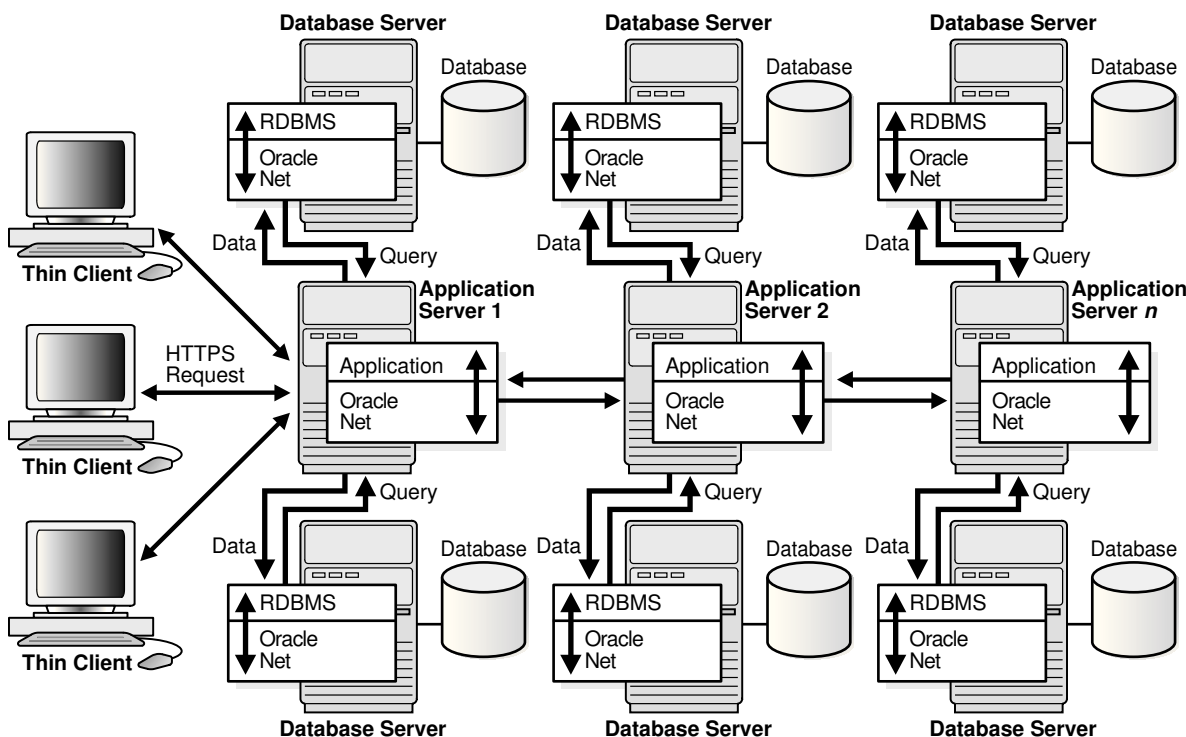 Database Server
Database Server
Database Server
Database
Database
Database
RDBMS
Oracle
Net
RDBMS
Oracle
Net
RDBMS
Oracle
Net
Data
Query
Data
Query
Data
Query
Thin Client
Application
Server 1
Application
Server 2
Application
Server n
HTTPS
Request
Application
Oracle
Net
Application
Oracle
Net
Application
Oracle
Net
Thin Client
Query
Query
Query
Data
Data
Data
Database
Database
Database
RDBMS
Oracle
Net
RDBMS
Oracle
Net
RDBMS
Oracle
Net
Thin Client
Database Server
Database Server
Database Server